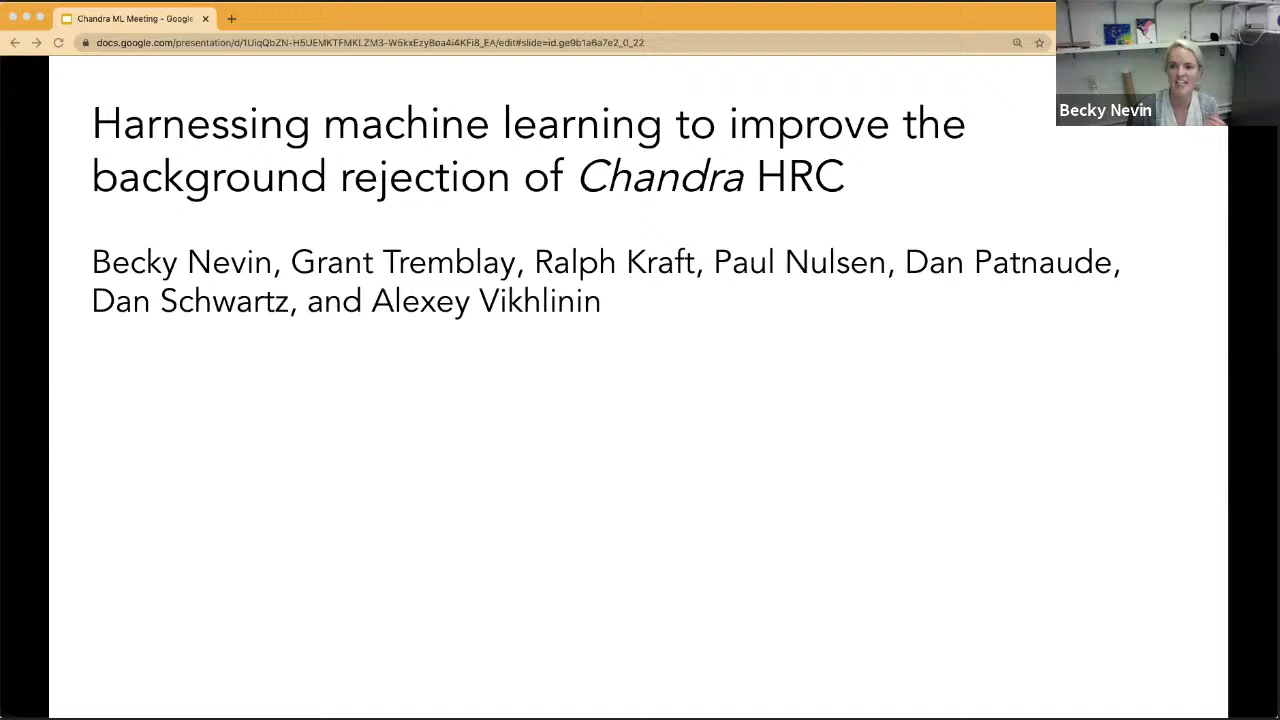 Chandra ML Meeting - Google
docs.google.com/presentation/d/1UiqQbZN-H5UEMKTFMKLZM3-W5kxEzyBoa4i4KFi8_EA/edit#slide=id.ge9b1a6a7e2_0_22
Becky Nevin
Harnessing machine learning to improve the
background rejection of Chandra HRC
Becky Nevin, Grant Tremblay, Ralph Kraft, Paul Nulsen, Dan Patnaude,
Dan Schwartz, and Alexey Vikhlinin